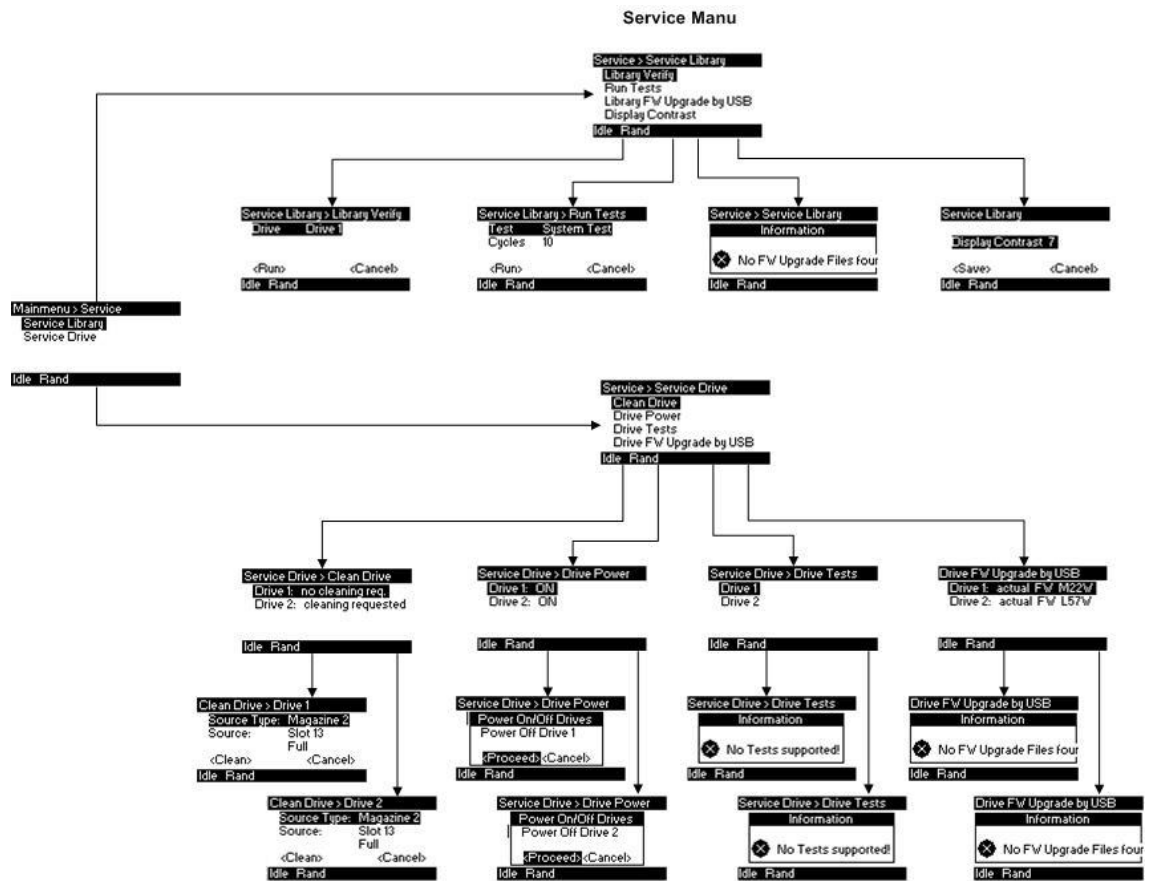 Service Manu
Service > Service Library
Library Verify
Run Tests
Library FW Upgrade by USB
Display Contrast
Idle Rand
Service Library > Library Verify
Drive Drive 1
<Run> <Cancel>
Idle Rand
Service Library > Run Tests
Test System Test
Cycles 10
<Run> <Cancel>
Idle Rand
Service > Service Library
Information
No FW Upgrade Files four
Idle Rand
Service Library
Display Contrast 7
<Save> <Cancel>
Idle Rand
Mainmenu > Service
Service Library
Service Drive
Idle Rand
Service > Service Drive
Clean Drive
Drive Power
Drive Tests
Drive FW Upgrade by USB
Idle Rand
Service Drive > Clean Drive
Drive 1: no cleaning req.
Drive 2: cleaning requested
Idle Rand
Service Drive > Drive Power
Drive 1: ON
Drive 2: ON
Idle Rand
Service Drive > Drive Tests
Drive 1
Drive 2
Idle Rand
Drive FW Upgrade by USB
Drive 1: actual FW M22W
Drive 2: actual FW L57W
Idle Rand
Clean Drive > Drive 1
Source Type: Magazine 2
Source: Slot 13
Full
<Clean> <Cancel>
Idle Rand
Service Drive > Drive Power
Power On/Off Drives
Power Off Drive 1
<Proceed> <Cancel>
Idle Rand
Service Drive > Drive Tests
Information
No Tests supported!
Idle Rand
Drive FW Upgrade by USB
Information
No FW Upgrade Files four
Idle Rand
Clean Drive > Drive 2
Source Type: Magazine 2
Source: Slot 13
Full
<Clean> <Cancel>
Idle Rand
Service Drive > Drive Power
Power On/Off Drives
Power Off Drive 2
<Proceed> <Cancel>
Idle Rand
Service Drive > Drive Tests
Information
No Tests supported!
Idle Rand
Drive FW Upgrade by USB
Information
No FW Upgrade Files four
Idle Rand